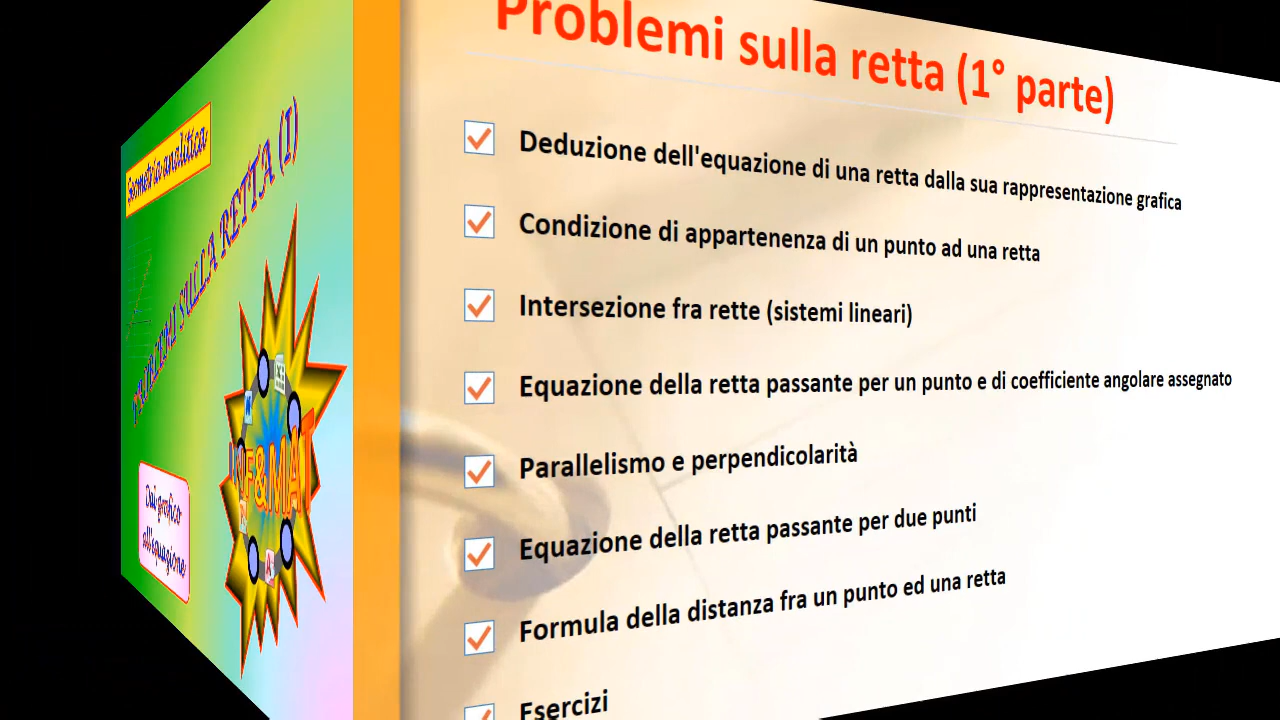 Geometria analitica
PROBLEMI SULLA RETTA (I)
INF&MAT
Dal grafico
all'equazione
Problemi sulla retta (1° parte)
Deduzione dell'equazione di una retta dalla sua rappresentazione grafica
Condizione di appartenenza di un punto ad una retta
Intersezione fra rette (sistemi lineari)
Equazione della retta passante per un punto e di coefficiente angolare assegnato
Parallelismo e perpendicolarità
Equazione della retta passante per due punti
Formula della distanza fra un punto ed una retta
Esercizi